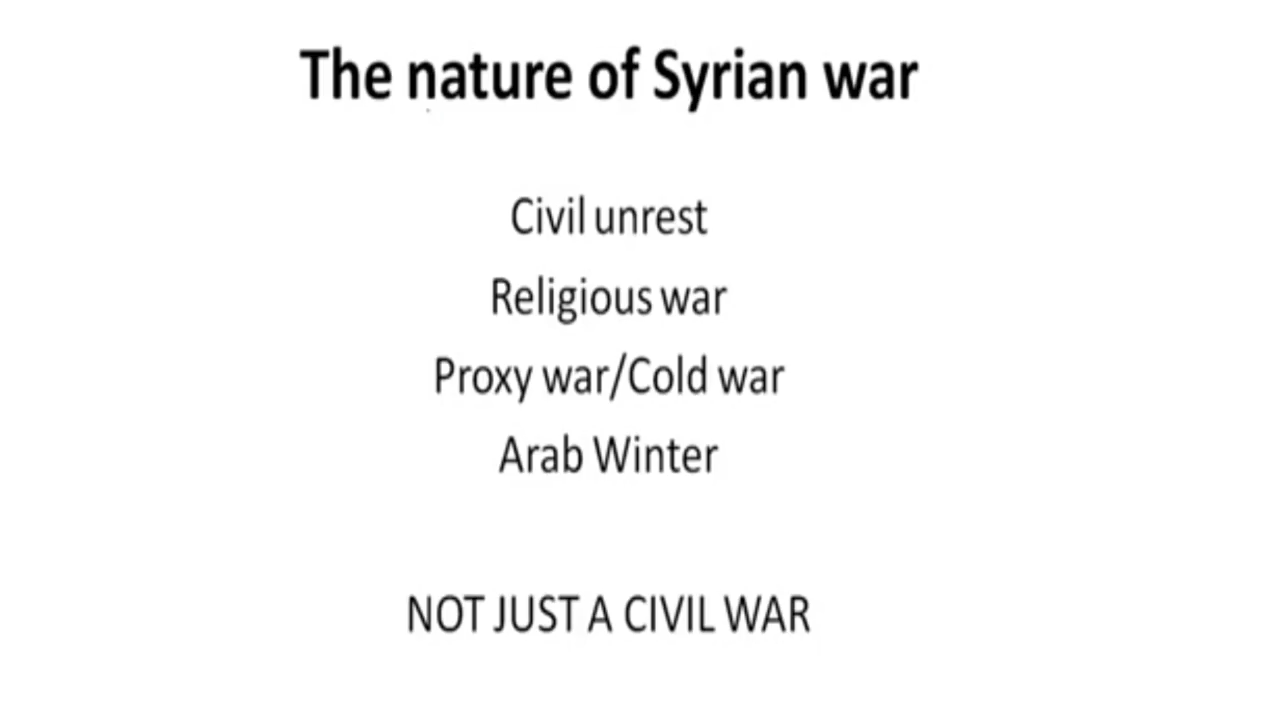 The nature of Syrian war
Civil unrest
Religious war
Proxy war/Cold war
Arab Winter
NOT JUST A CIVIL WAR